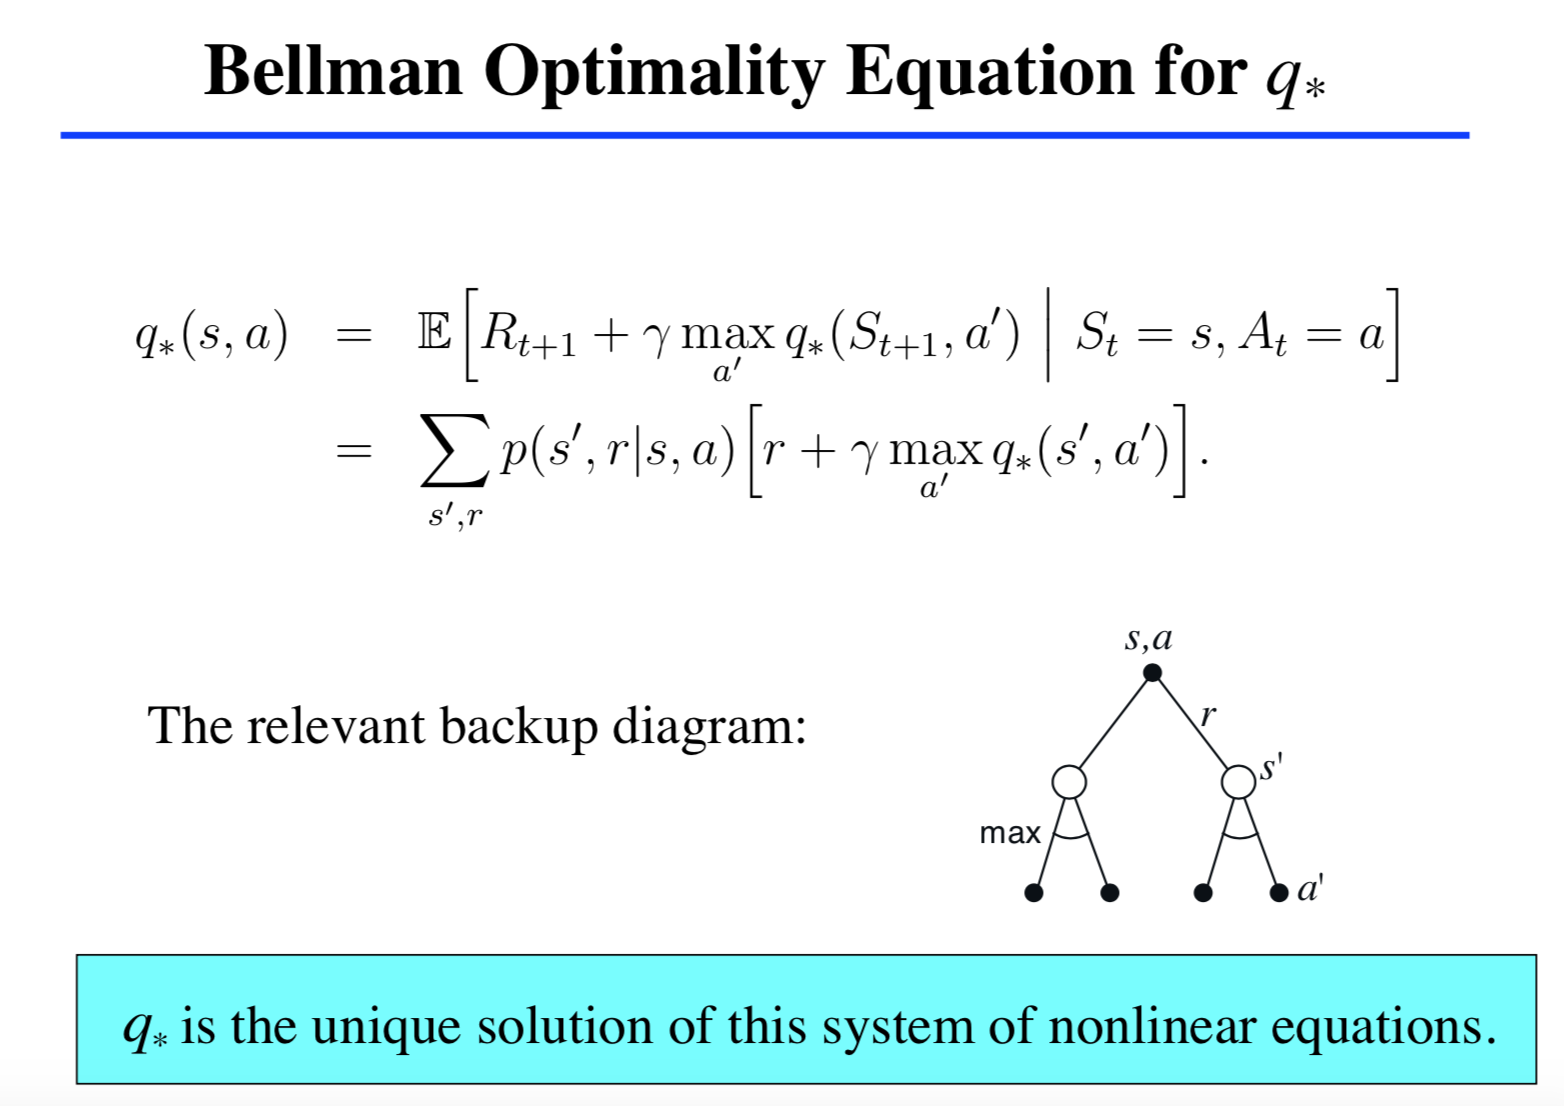 Bellman Optimality Equation for q∗
q∗(s, a) = 𝔼[R_{t+1} + γ max_{a′} q∗(S_{t+1}, a′) | S_t = s, A_t = a]
= ∑_{s′,r} p(s′, r|s, a)[r + γ max_{a′} q∗(s′, a′)].
s,a
The relevant backup diagram:
r
s'
max
a'
q∗ is the unique solution of this system of nonlinear equations.